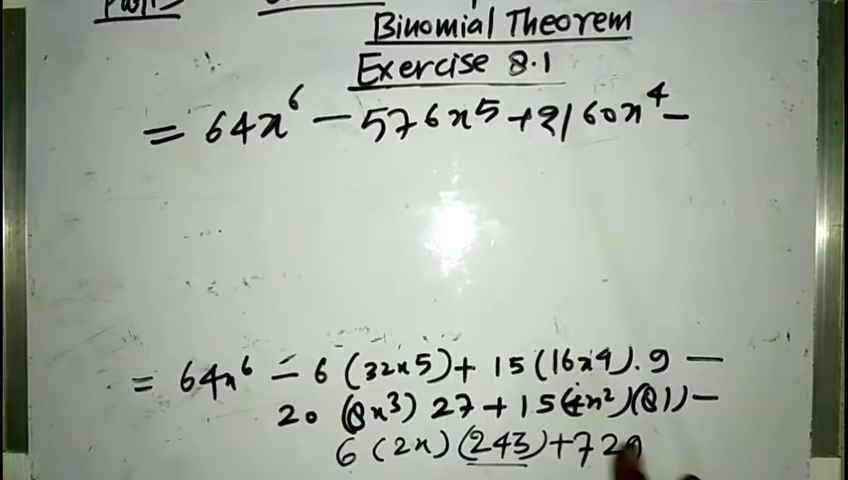 Binomial Theorem
Exercise 8.1
= 64x⁶ - 576x⁵ + 2160x⁴ -
= 64x⁶ - 6 (32x5) + 15 (16x4) . 9 -
20 (8x³) 27 + 15 (4x²) (81) -
6 (2x) (243) + 729